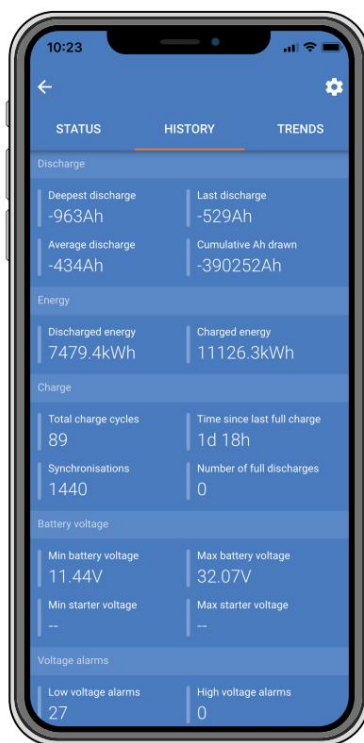 10:23
STATUS HISTORY TRENDS
Discharge
Deepest discharge Last discharge
-963Ah -529Ah
Average discharge Cumulative Ah drawn
-434Ah -390252Ah
Energy
Discharged energy Charged energy
7479.4kWh 11126.3kWh
Charge
Total charge cycles Time since last full charge
89 1d 18h
Synchronisations Number of full discharges
1440 0
Battery voltage
Min battery voltage Max battery voltage
11.44V 32.07V
Min starter voltage Max starter voltage
-- --
Voltage alarms
Low voltage alarms High voltage alarms
27 0